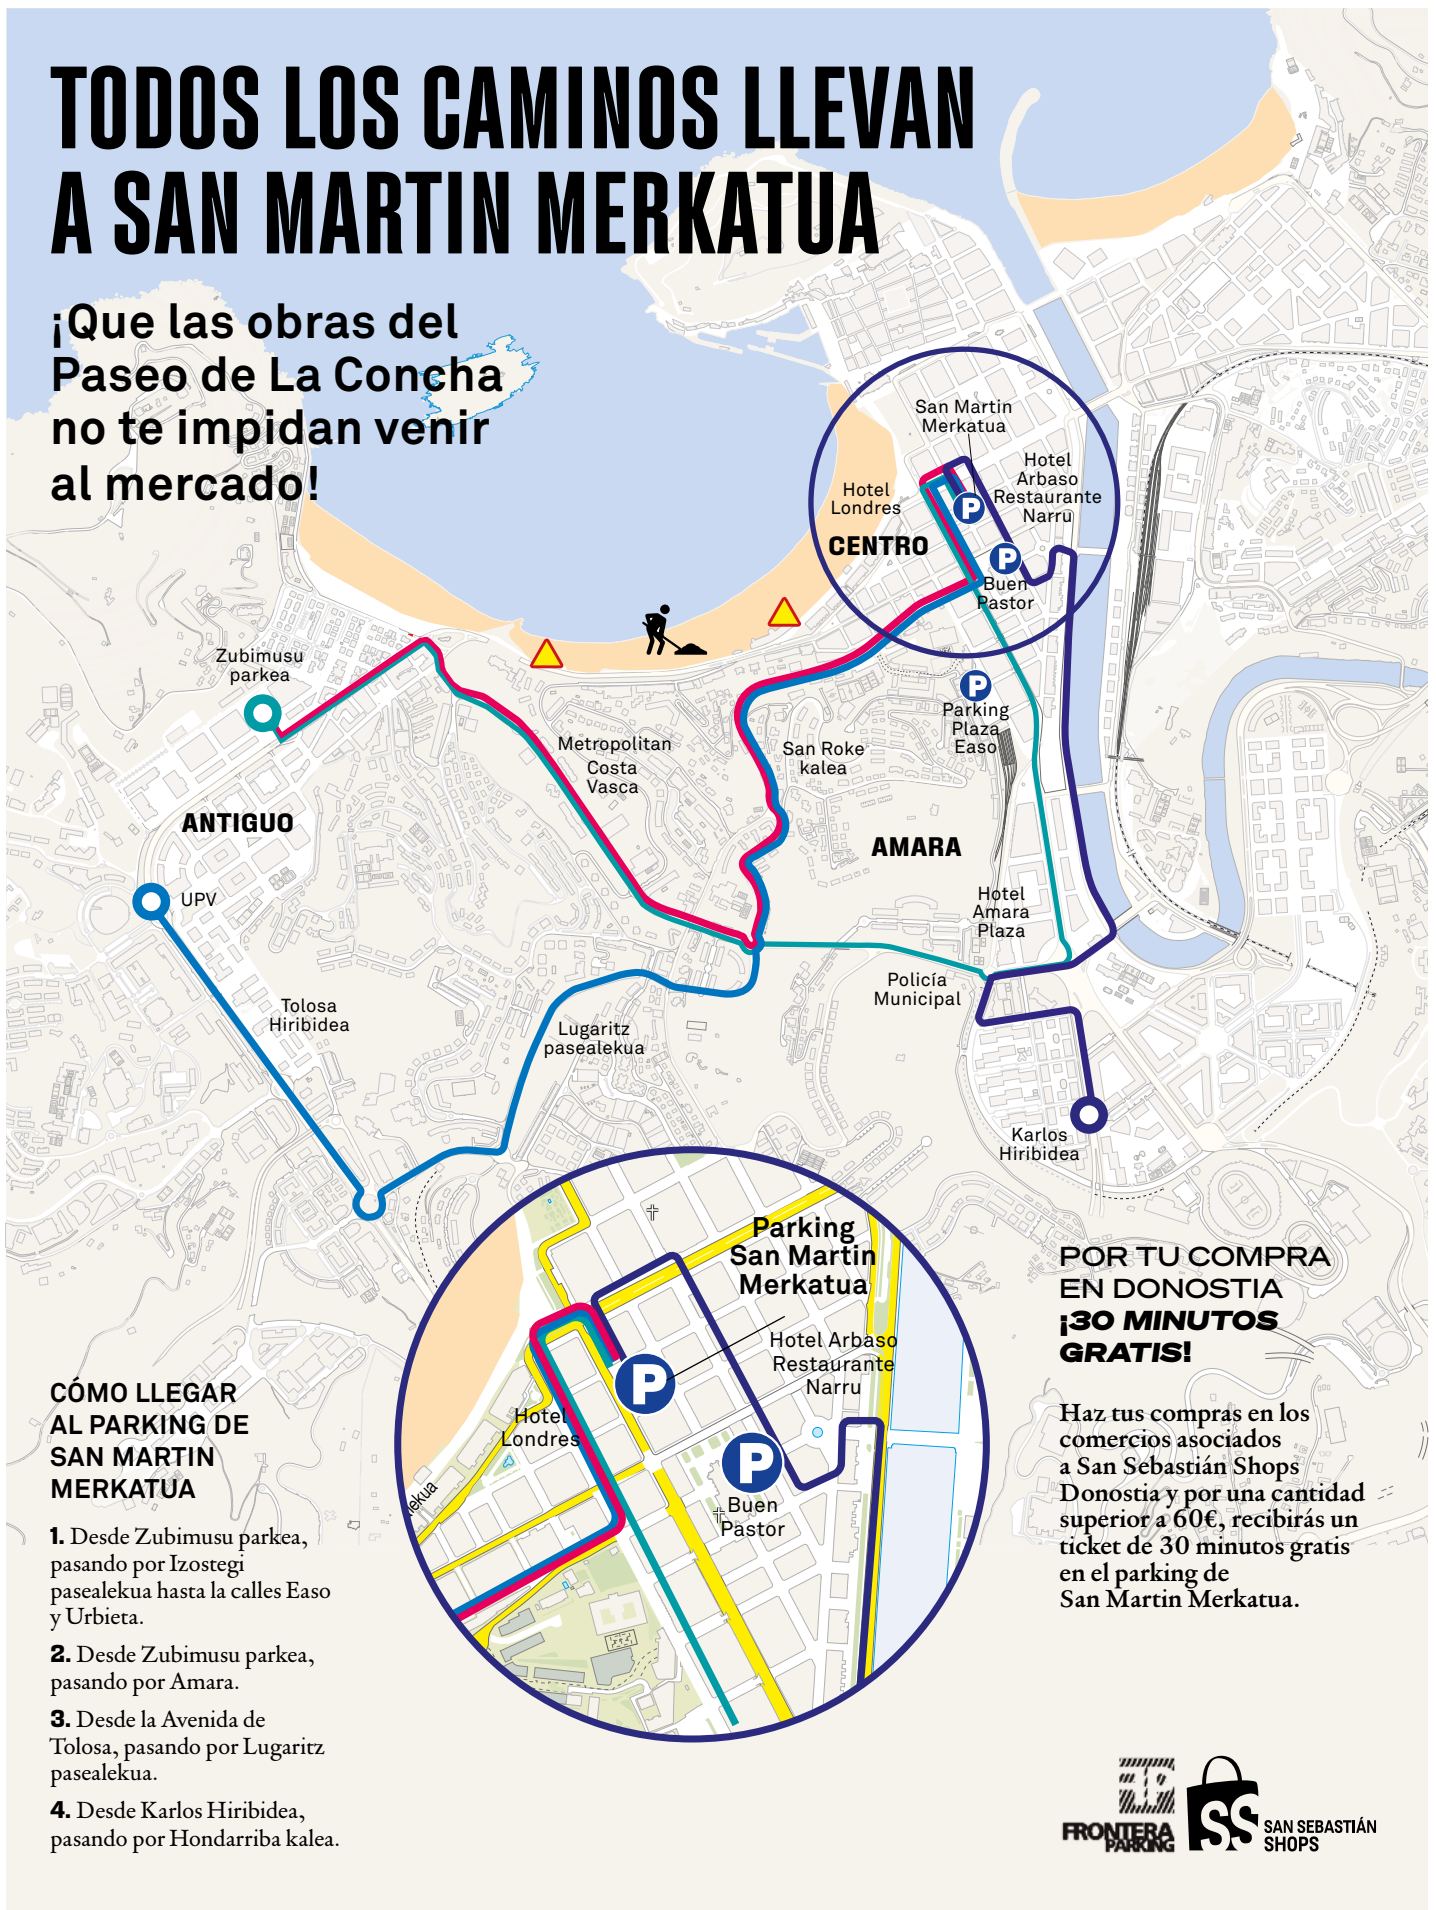 TODOS LOS CAMINOS LLEVAN
A SAN MARTIN MERKATUA
¡Que las obras del
Paseo de La Concha
no te impidan venir
al mercado!
San Martin
Merkatua
Hotel
Arbaso
Restaurante
Narru
Hotel
Londres
CENTRO
P
P
Buen
Pastor
Zubimusu
parkea
P
Parking
Plaza
Easo
Metropolitan
Costa
Vasca
San Roke
kalea
ANTIGUO
AMARA
UPV
Hotel
Amara
Plaza
Policía
Municipal
Tolosa
Hiribidea
Lugaritz
pasealekua
Karlos
Hiribidea
Parking
San Martin
Merkatua
Hotel Arbaso
Restaurante
Narru
P
Hotel
Londres
P
Buen
Pastor
lekua
CÓMO LLEGAR
AL PARKING DE
SAN MARTIN
MERKATUA
1. Desde Zubimusu parkea,
pasando por Izostegi
pasealekua hasta la calles Easo
y Urbieta.
2. Desde Zubimusu parkea,
pasando por Amara.
3. Desde la Avenida de
Tolosa, pasando por Lugaritz
pasealekua.
4. Desde Karlos Hiribidea,
pasando por Hondarriba kalea.
POR TU COMPRA
EN DONOSTIA
¡30 MINUTOS
GRATIS!
Haz tus compras en los
comercios asociados
a San Sebastián Shops
Donostia y por una cantidad
superior a 60€, recibirás un
ticket de 30 minutos gratis
en el parking de
San Martin Merkatua.
FRONTERA
PARKING
SS
SAN SEBASTIÁN
SHOPS